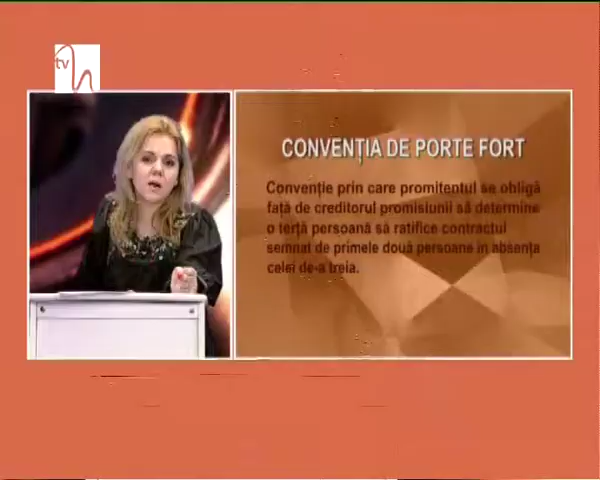 tv
CONVENȚIA DE PORTE FORT
Convenție prin care promitentul se obligă
față de creditorul promisiunii să determine
o terță persoană să ratifice contractul
semnat de primele două persoane în absența
celei de-a treia.